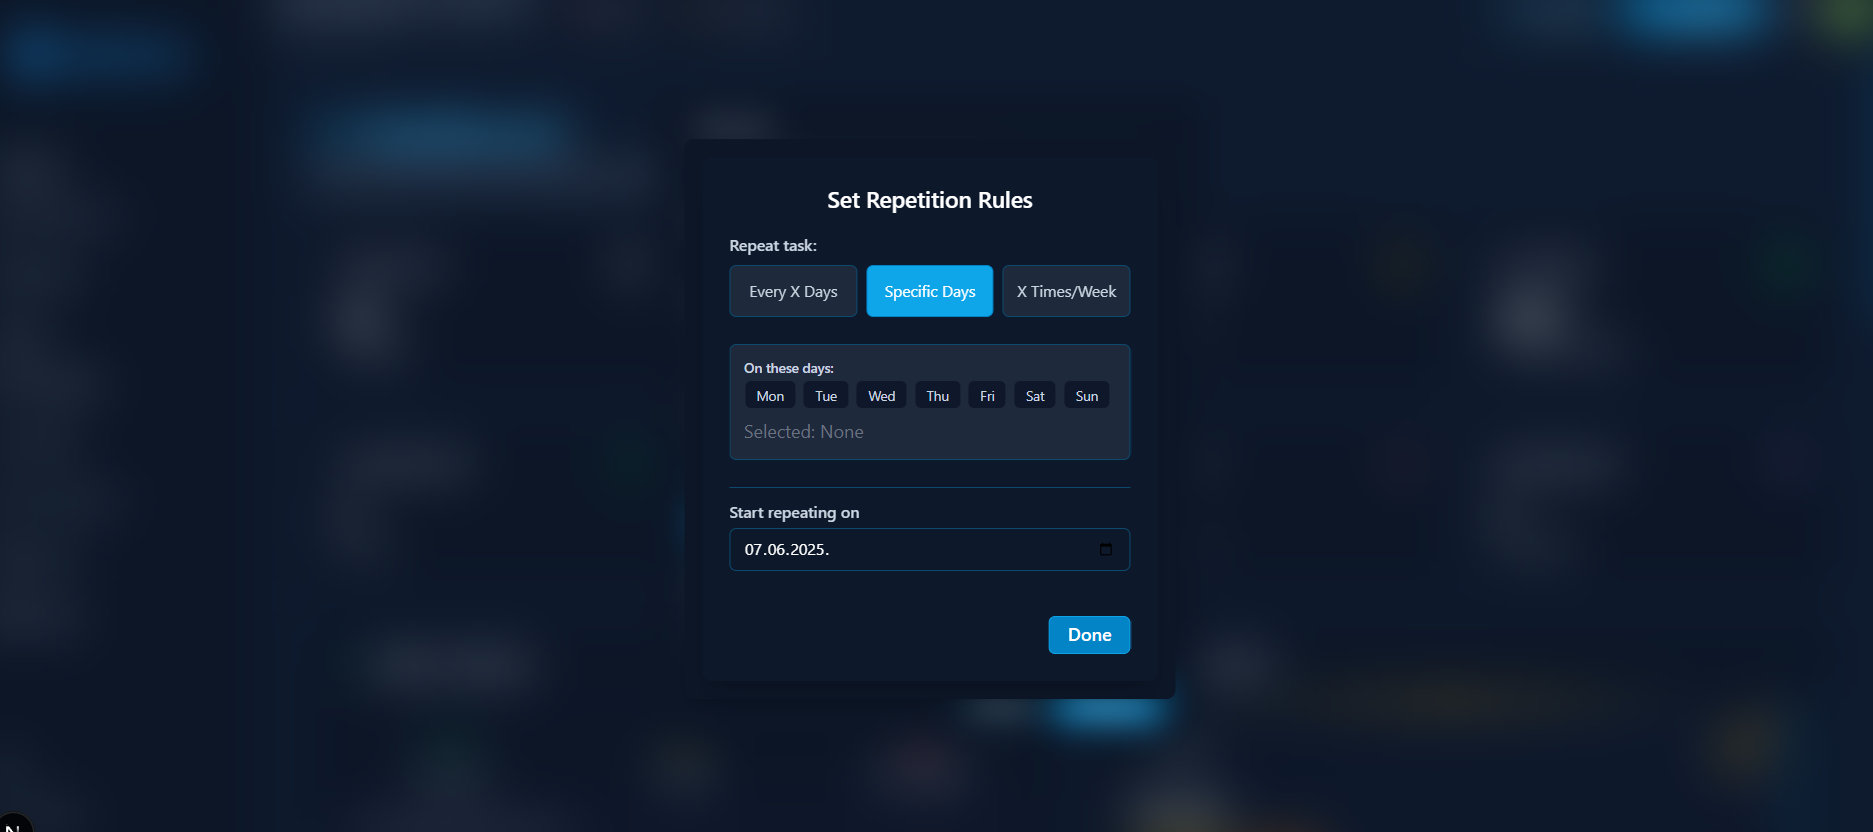 Set Repetition Rules
Repeat task:
Every X Days
Specific Days
X Times/Week
On these days:
Mon Tue Wed Thu Fri Sat Sun
Selected: None
Start repeating on
07.06.2025.
Done